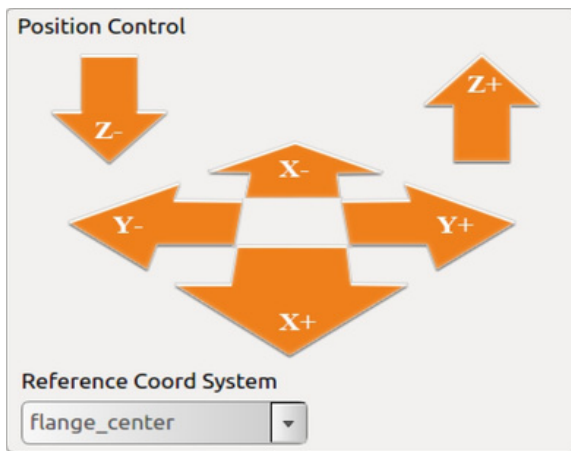 Position Control
Z-
Z+
X-
Y-
Y+
X+
Reference Coord System
flange_center